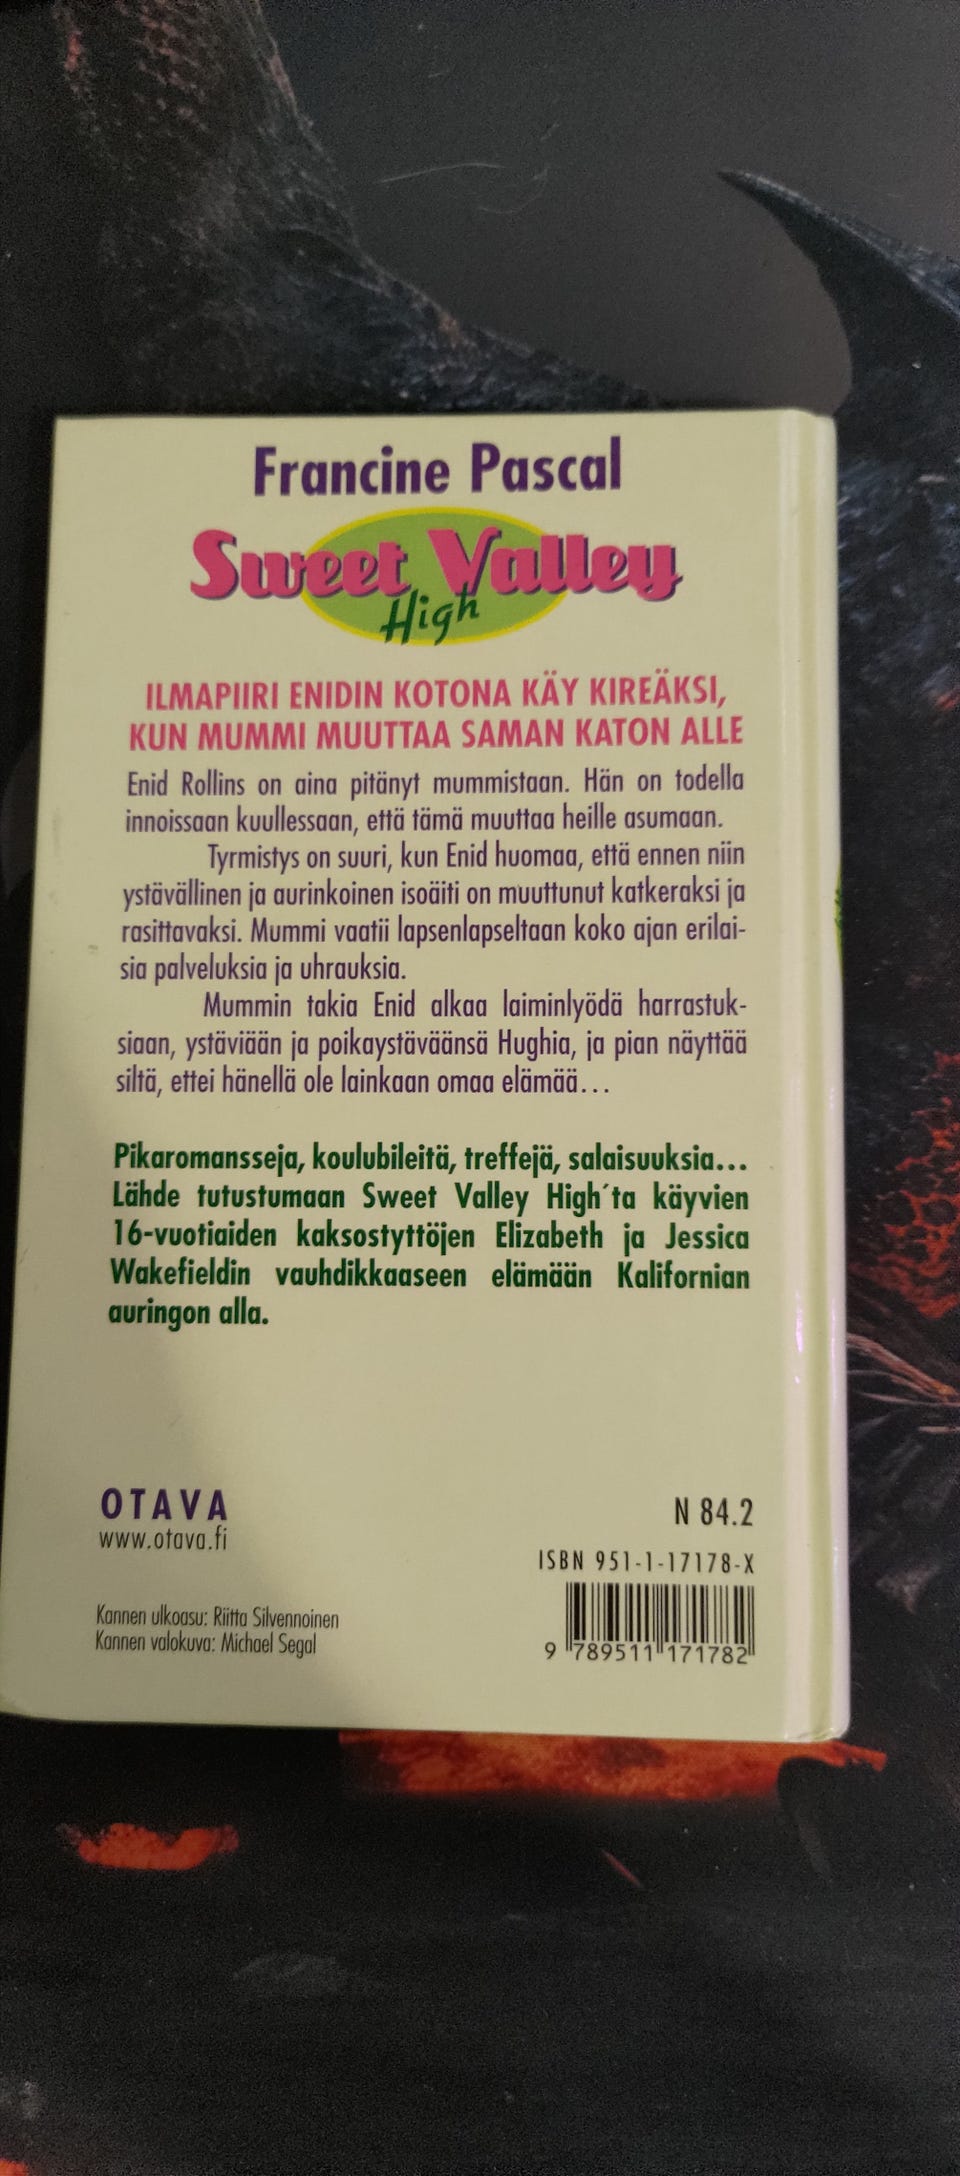 Francine Pascal
Sweet Valley
High
ILMAPIIRI ENIDIN KOTONA KÄY KIREÄKSI,
KUN MUMMI MUUTTAA SAMAN KATON ALLE
Enid Rollins on aina pitänyt mummistaan. Hän on todella
innoissaan kuullessaan, että tämä muuttaa heille asumaan.
Tyrmistys on suuri, kun Enid huomaa, että ennen niin
ystävällinen ja aurinkoinen isoäiti on muuttunut katkeraksi ja
rasittavaksi. Mummi vaatii lapsenlapseltaan koko ajan erilai-
sia palveluksia ja uhrauksia.
Mummin takia Enid alkaa laiminlyödä harrastuk-
siaan, ystäviään ja poikaystäväänsä Hughia, ja pian näyttää
siltä, ettei hänellä ole lainkaan omaa elämää...
Pikaromansseja, koulubileitä, treffejä, salaisuuksia...
Lähde tutustumaan Sweet Valley High´ta käyvien
16-vuotiaiden kaksostyttöjen Elizabeth ja Jessica
Wakefieldin vauhdikkaaseen elämään Kalifornian
auringon alla.
OTAVA
www.otava.fi
N 84.2
ISBN 951-1-17178-X
Kannen ulkoasu: Riitta Silvennoinen
Kannen valokuva: Michael Segal
9 789511 171782